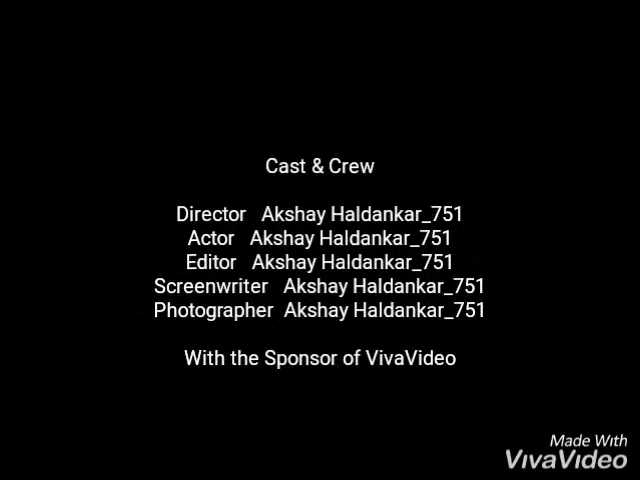 Cast & Crew
Director Akshay Haldankar_751
Actor Akshay Haldankar_751
Editor Akshay Haldankar_751
Screenwriter Akshay Haldankar_751
Photographer Akshay Haldankar_751
With the Sponsor of VivaVideo
Made With
VivaVideo